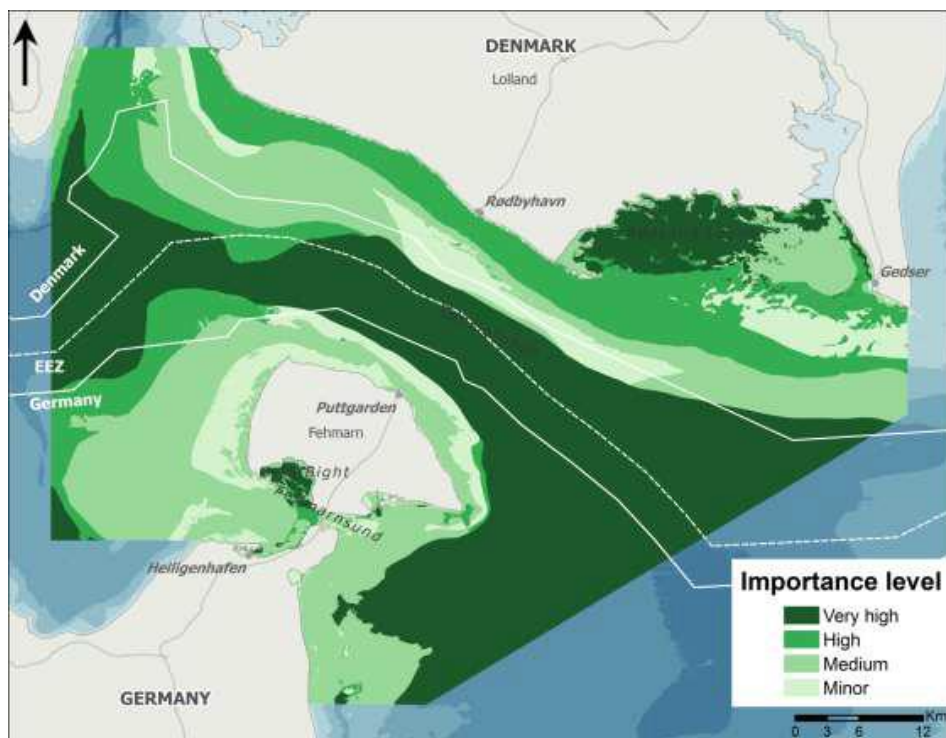 DENMARK
Lolland
Rødbyhavn
Gedser
Denmark
EEZ
Germany
Puttgarden
Fehmarn
Bight
Heiligenhafen
GERMANY
Importance level
Very high
High
Medium
Minor
Km
0 3 6 12